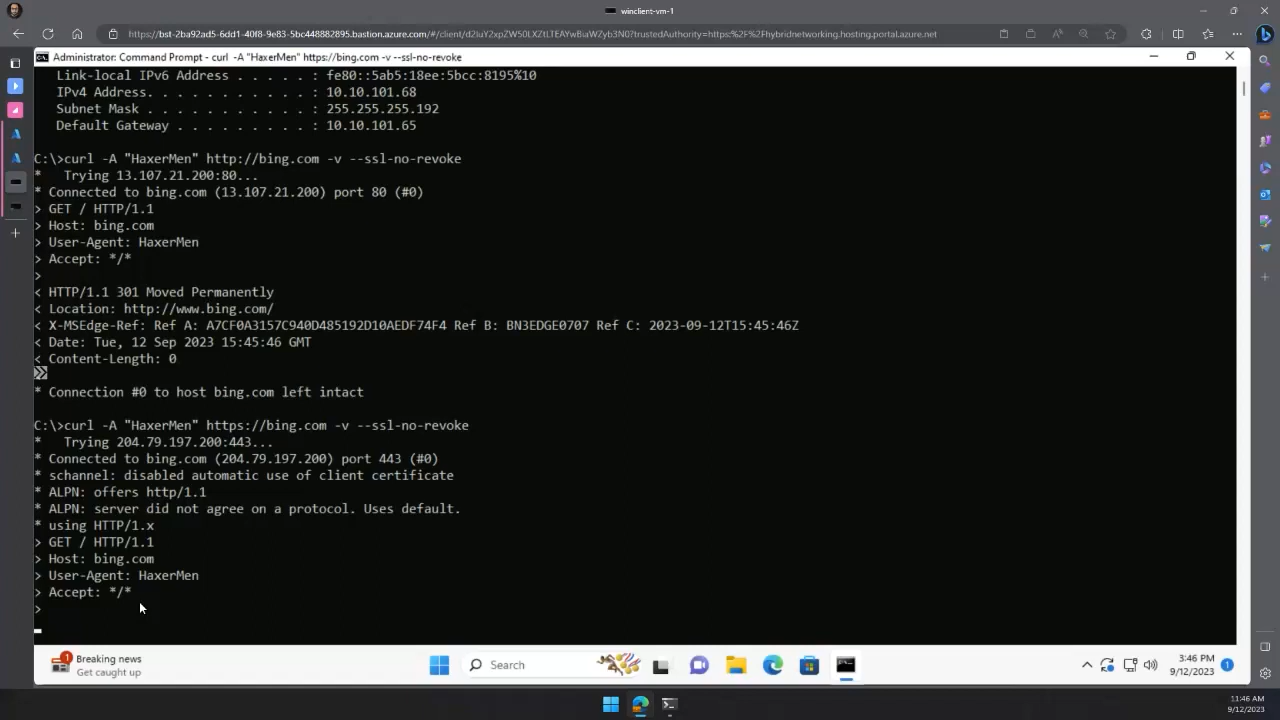 winclient-vm-1
https://bst-2ba92ad5-6dd1-40f8-9e83-5bc448882895.bastion.azure.com/#/client/d2luY2xpZW50LXZtLTEAYwBiaWZyb3N0?trustedAuthority=https:%2F%2Fhybridnetworking.hosting.portal.azure.net
Administrator: Command Prompt - curl -A "HaxerMen" https://bing.com -v --ssl-no-revoke
Link-local IPv6 Address . . . . . : fe80::5ab5:18ee:5bcc:8195%10
IPv4 Address. . . . . . . . . . . : 10.10.101.68
Subnet Mask . . . . . . . . . . . : 255.255.255.192
Default Gateway . . . . . . . . . : 10.10.101.65
C:\>curl -A "HaxerMen" http://bing.com -v --ssl-no-revoke
*   Trying 13.107.21.200:80...
* Connected to bing.com (13.107.21.200) port 80 (#0)
> GET / HTTP/1.1
> Host: bing.com
> User-Agent: HaxerMen
> Accept: */*
>
< HTTP/1.1 301 Moved Permanently
< Location: http://www.bing.com/
< X-MSEdge-Ref: Ref A: A7CF0A3157C940D485192D10AEDF74F4 Ref B: BN3EDGE0707 Ref C: 2023-09-12T15:45:46Z
< Date: Tue, 12 Sep 2023 15:45:46 GMT
< Content-Length: 0
* Connection #0 to host bing.com left intact
C:\>curl -A "HaxerMen" https://bing.com -v --ssl-no-revoke
*   Trying 204.79.197.200:443...
* Connected to bing.com (204.79.197.200) port 443 (#0)
* schannel: disabled automatic use of client certificate
* ALPN: offers http/1.1
* ALPN: server did not agree on a protocol. Uses default.
* using HTTP/1.x
> GET / HTTP/1.1
> Host: bing.com
> User-Agent: HaxerMen
> Accept: */*
>
1
Breaking news
Get caught up
Search
3:46 PM
9/12/2023
1
11:46 AM
9/12/2023